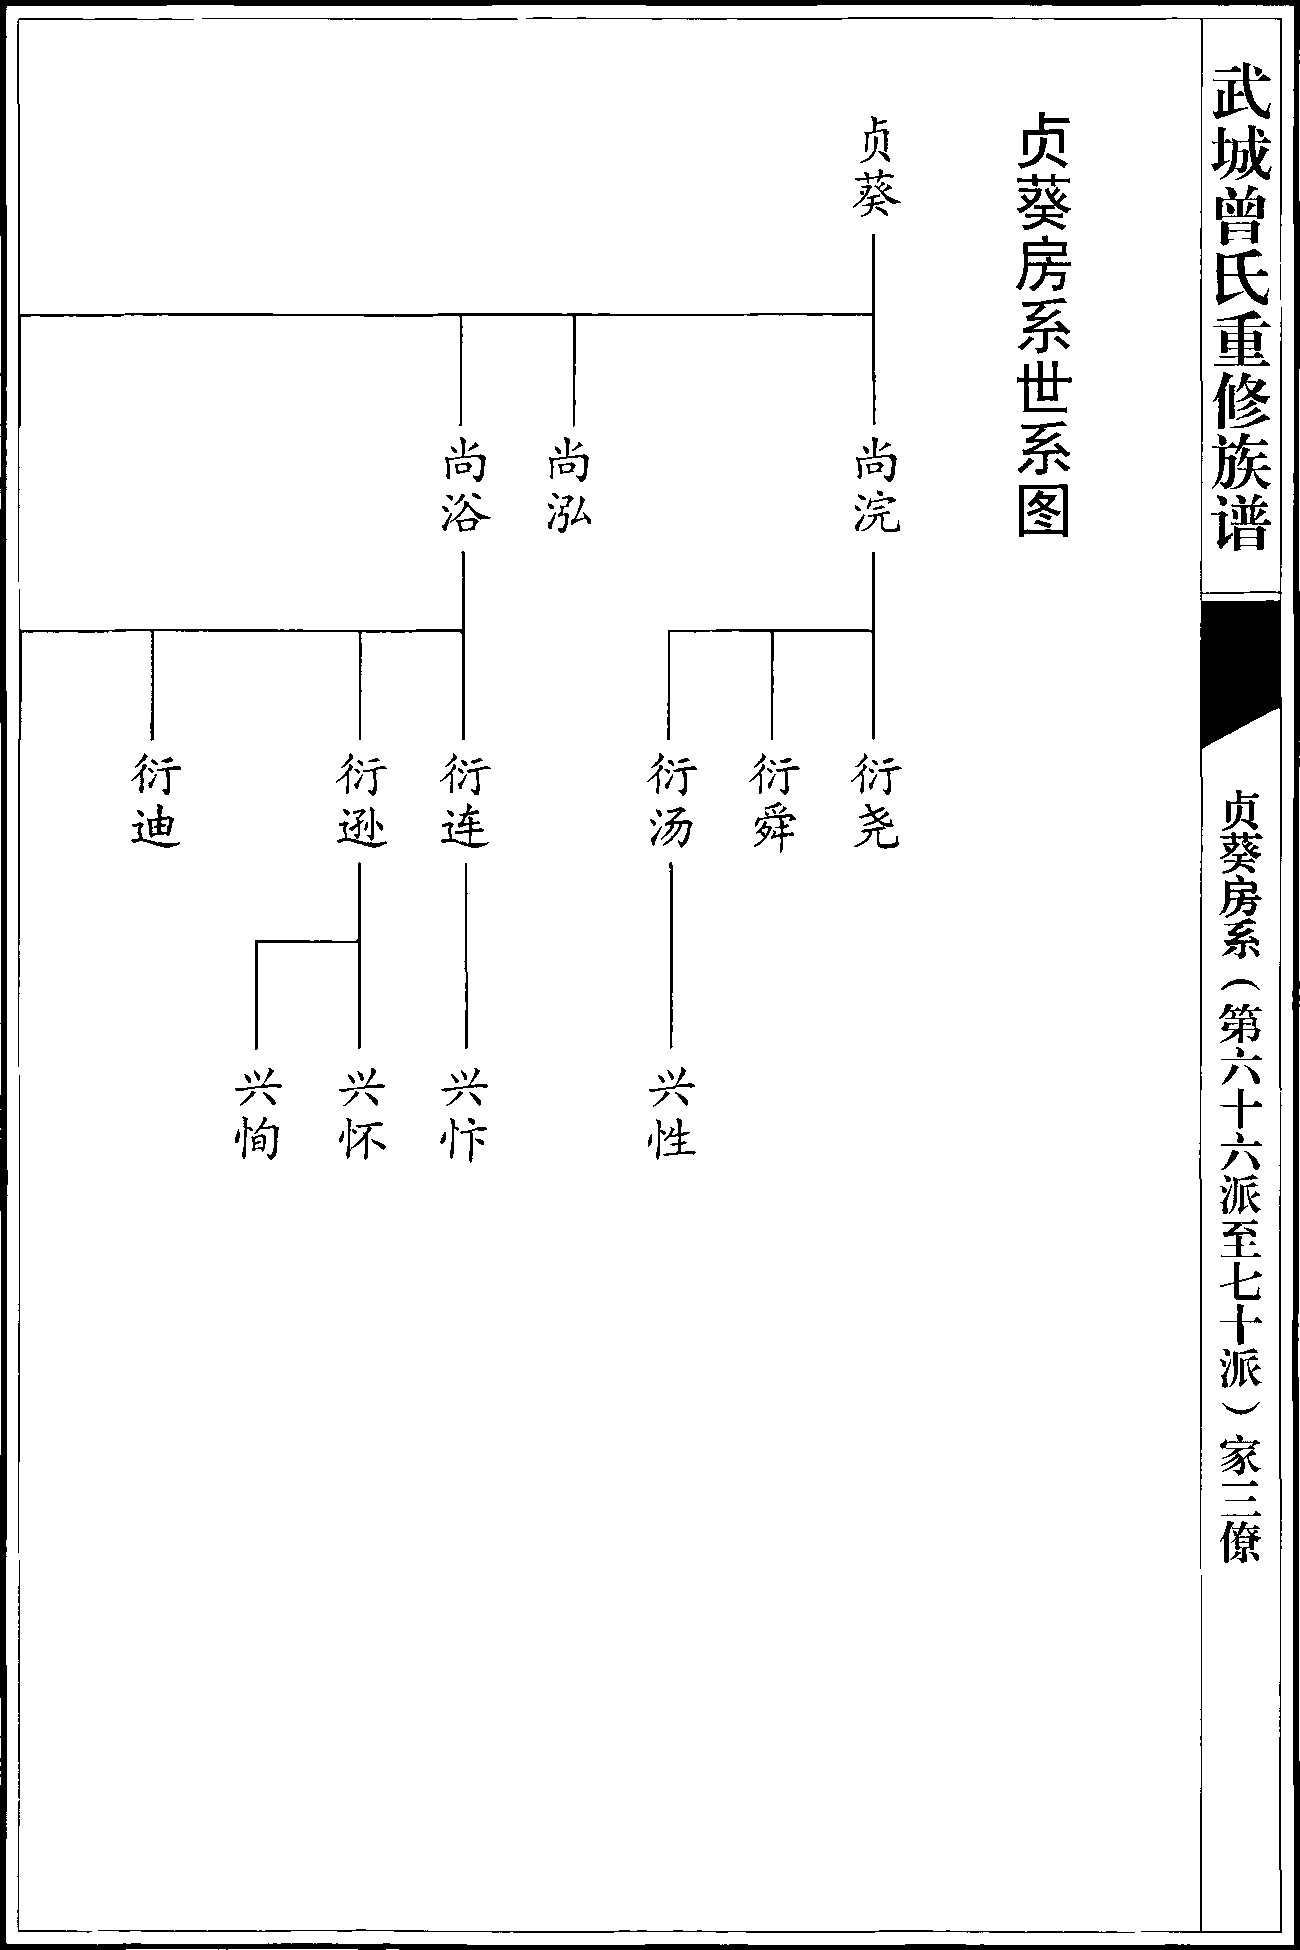 武城曾氏重修族谱
贞葵房系（第六十六派至七十派）家三僚
贞葵房系世系图
贞葵
尚浣
尚泓
尚浴
衍尧
衍舜
衍汤
衍连
衍逊
衍迪
兴性
兴忭
兴怀
兴恂